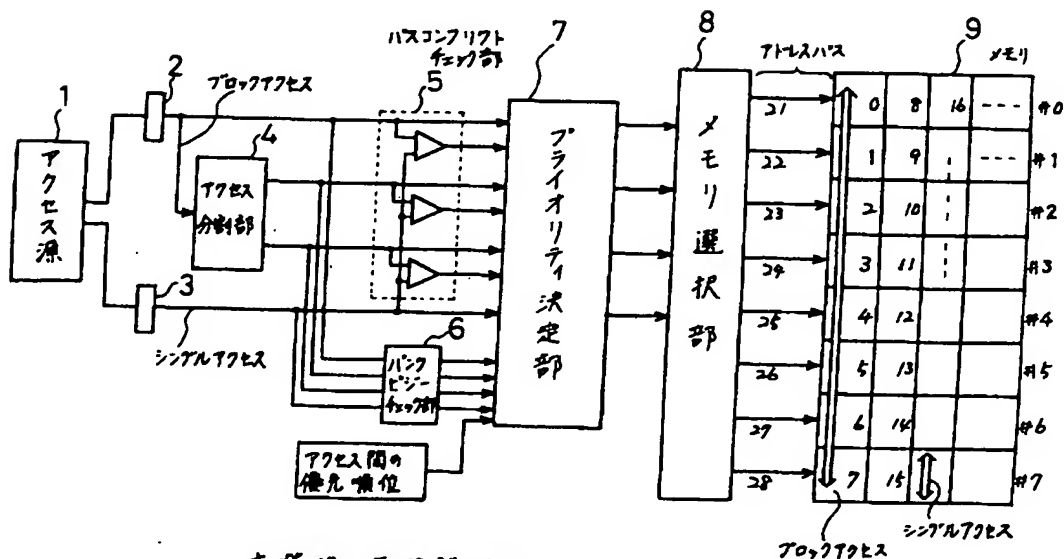 1
アクセス源
2
ブロックアクセス
3
シングルアクセス
4
アクセス
分割部
バスコンフリクト
チェック部
5
6
バンク
ビジー
チェック部
アクセス間の
優先順位
7
プライオリティ決定部
8
メモリ選択部
アドレスバス
21
22
23
24
25
26
27
28
9
メモリ
0 8 16 ---- #0
1 9 ---- #1
2 10 #2
3 11 #3
4 12 #4
5 13 #5
6 14 #6
7 15 #7
シングルアクセス
ブロックアクセス